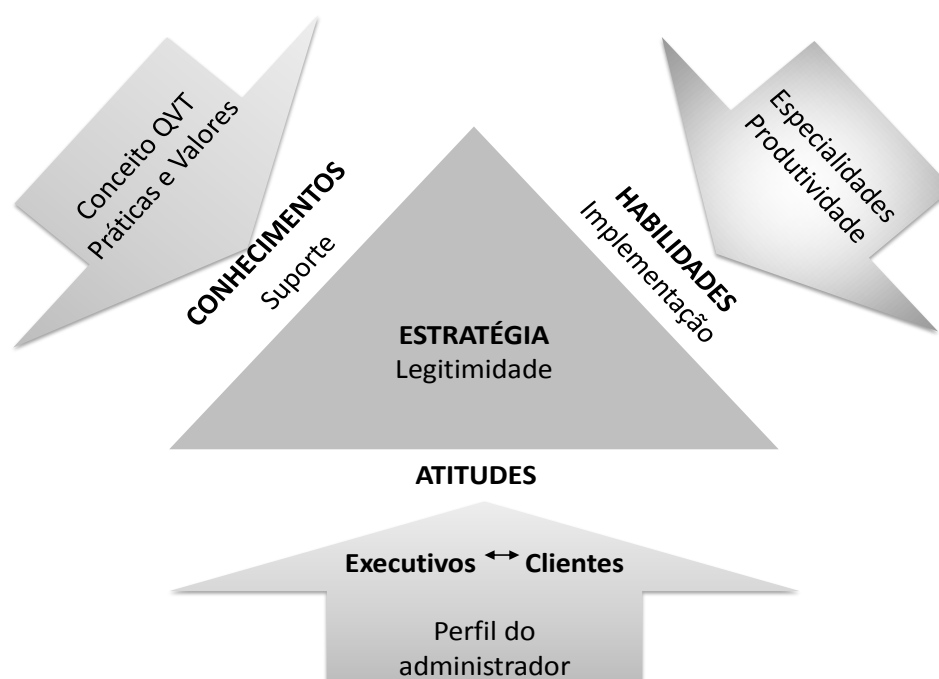 Conceito QVT
Práticas e Valores
CONHECIMENTOS
Suporte
Especialidades
Produtividade
HABILIDADES
Implementação
ESTRATÉGIA
Legitimidade
ATITUDES
Executivos ↔ Clientes
Perfil do
administrador